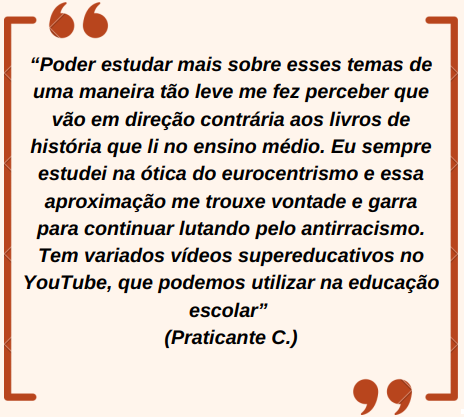 “Poder estudar mais sobre esses temas de
uma maneira tão leve me fez perceber que
vão em direção contrária aos livros de
história que li no ensino médio. Eu sempre
estudei na ótica do eurocentrismo e essa
aproximação me trouxe vontade e garra
para continuar lutando pelo antirracismo.
Tem variados vídeos supereducativos no
YouTube, que podemos utilizar na educação
escolar”
(Praticante C.)